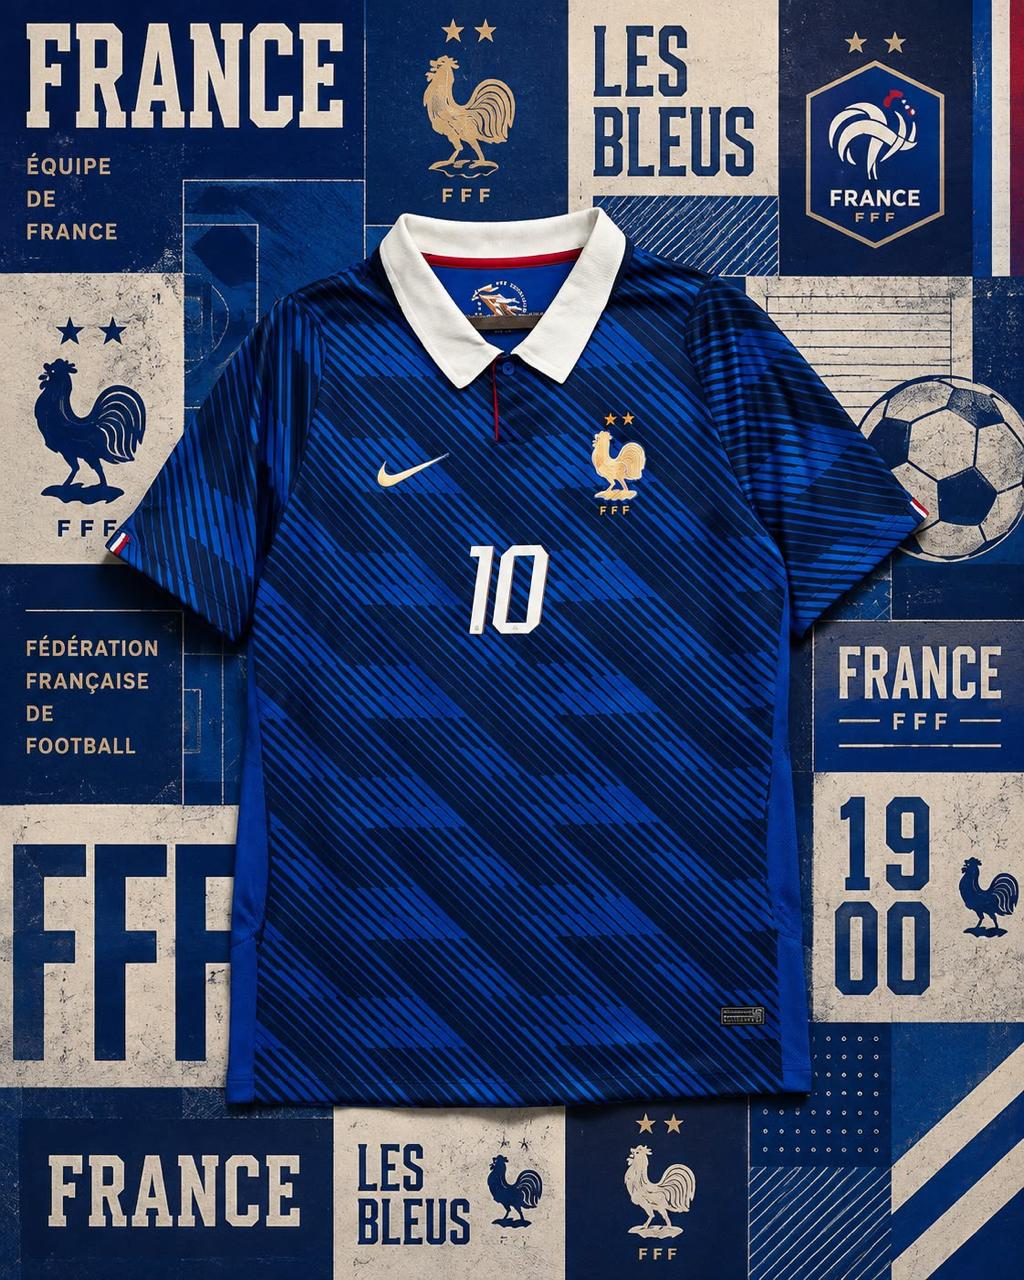 FRANCE
ÉQUIPE
DE
FRANCE
FFF
LES
BLEUS
FRANCE
FFF
FFF
FFF
10
FÉDÉRATION
FRANÇAISE
DE
FOOTBALL
FRANCE
FFF
FFF
19
00
FRANCE
LES
BLEUS
FFF